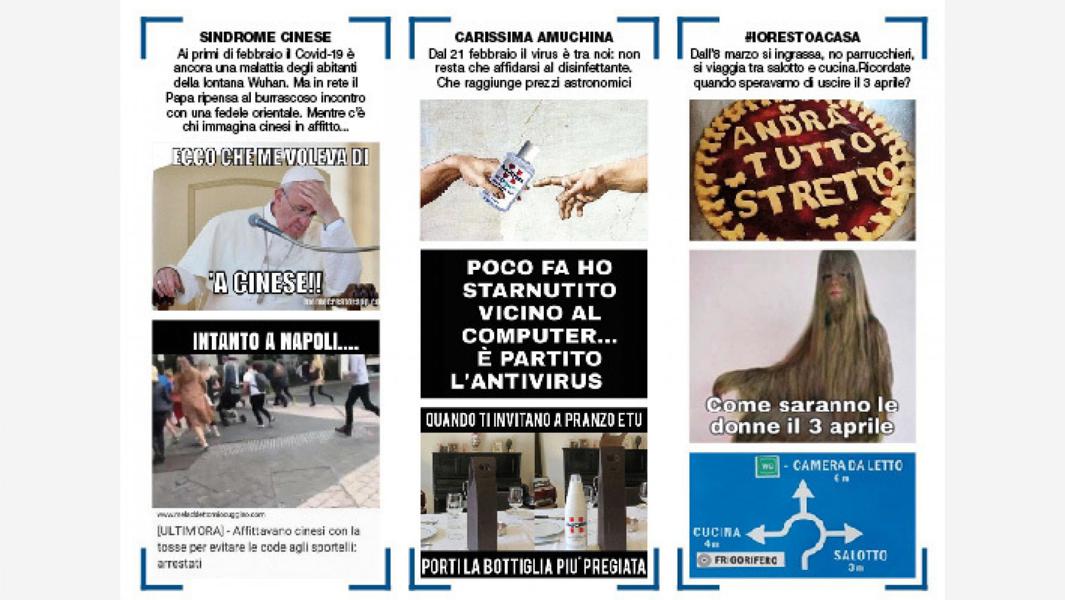 SINDROME CINESE
Ai primi di febbraio il Covid-19 è
ancora una malattia degli abitanti
della lontana Wuhan. Ma in rete il
Papa ripensa al burrascoso incontro
con una fedele orientale. Mentre c'è
chi immagina cinesi in affitto...
ECCO CHE ME VOLEVA DI
'A CINESE!!
INTANTO A NAPOLI....
[ULTIM'ORA] - Affittavano cinesi con la
tosse per evitare le code agli sportelli:
arrestati
CARISSIMA AMUCHINA
Dal 21 febbraio il virus è tra noi: non
resta che affidarsi al disinfettante.
Che raggiunge prezzi astronomici
POCO FA HO
STARNUTITO
VICINO AL
COMPUTER...
È PARTITO
L'ANTIVIRUS
QUANDO TI INVITANO A PRANZO E TU
PORTI LA BOTTIGLIA PIU' PREGIATA
#IORESTOACASA
Dall'8 marzo si ingrassa, no parrucchieri,
si viaggia tra salotto e cucina.Ricordate
quando speravamo di uscire il 3 aprile?
ANDRÀ
TUTTO
STRETTO
Come saranno le
donne il 3 aprile
WC - CAMERA DA LETTO
6 m
CUCINA
4m
FRIGORIFERO
SALOTTO
3m